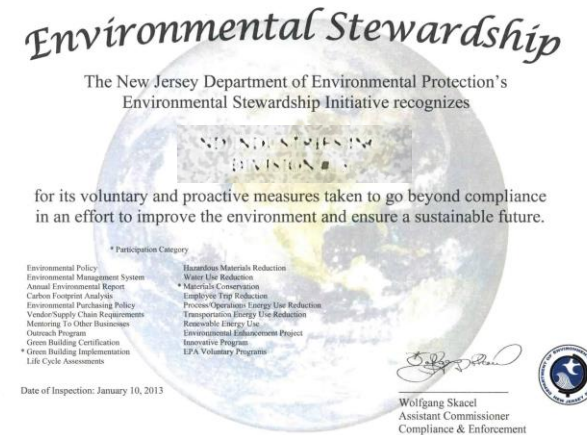 Environmental Stewardship
The New Jersey Department of Environmental Protection's
Environmental Stewardship Initiative recognizes
for its voluntary and proactive measures taken to go beyond compliance
in an effort to improve the environment and ensure a sustainable future.
* Participation Category
Environmental Policy
Environmental Management System
Annual Environmental Report
Carbon Footprint Analysis
Environmental Purchasing Policy
Vendor/Supply Chain Requirements
Mentoring To Other Businesses
Outreach Program
Green Building Certification
* Green Building Implementation
Life Cycle Assessments
Hazardous Materials Reduction
Water Use Reduction
* Materials Conservation
Employee Trip Reduction
Process/Operations Energy Use Reduction
Transportation Energy Use Reduction
Renewable Energy Use
Environmental Enhancement Project
Innovative Program
EPA Voluntary Programs
Date of Inspection: January 10, 2013
Wolfgang Skacel
Assistant Commissioner
Compliance & Enforcement